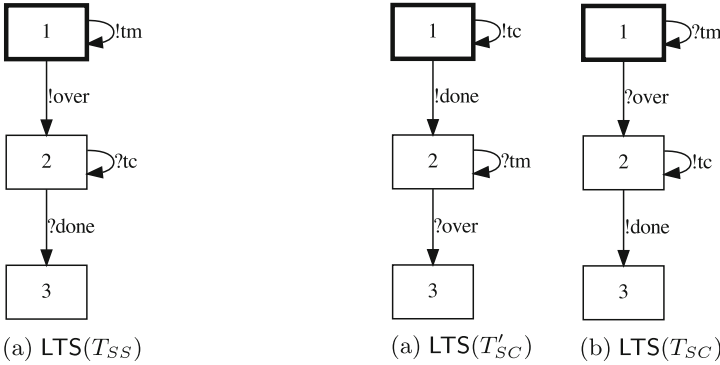 1
!tm
!over
2
?tc
?done
3
(a) LTS(T_SS)
1
!tc
!done
2
?tm
?over
3
(a) LTS(T′_SC)
1
?tm
?over
2
!tc
!done
3
(b) LTS(T_SC)